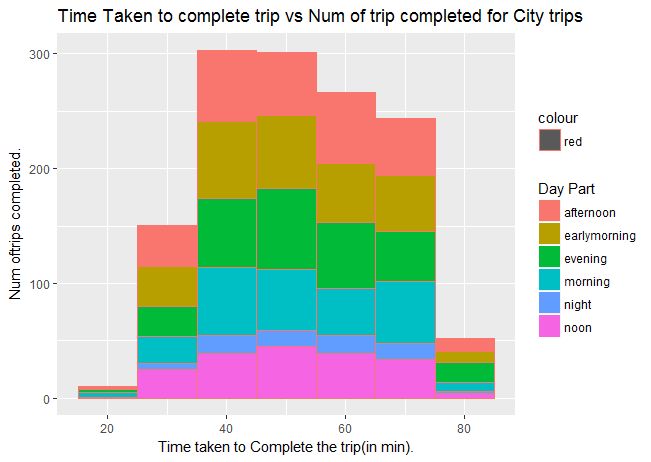 Time Taken to complete trip vs Num of trip completed for City trips
300
200
100
0
Num oftrips completed.
20 40 60 80
Time taken to Complete the trip(in min).
colour
red
Day Part
afternoon
earlymorning
evening
morning
night
noon